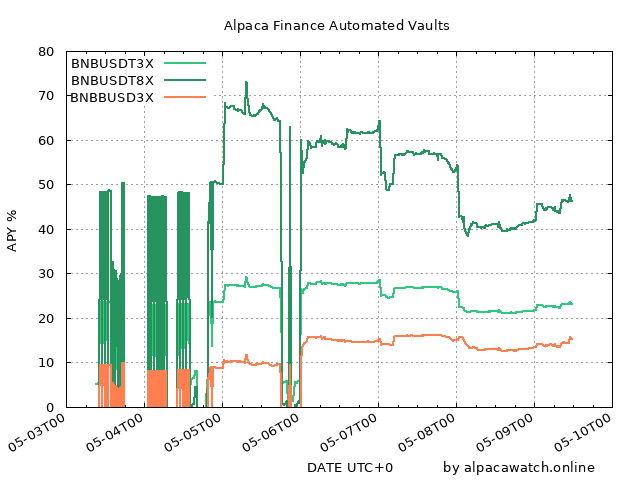 Alpaca Finance Automated Vaults
80
70
60
50
40
30
20
10
0
APY %
BNBUSDT3X
BNBUSDT8X
BNBBUSD3X
05-03T00
05-04T00
05-05T00
05-06T00
05-07T00
05-08T00
05-09T00
05-10T00
DATE UTC+0 by alpacawatch.online